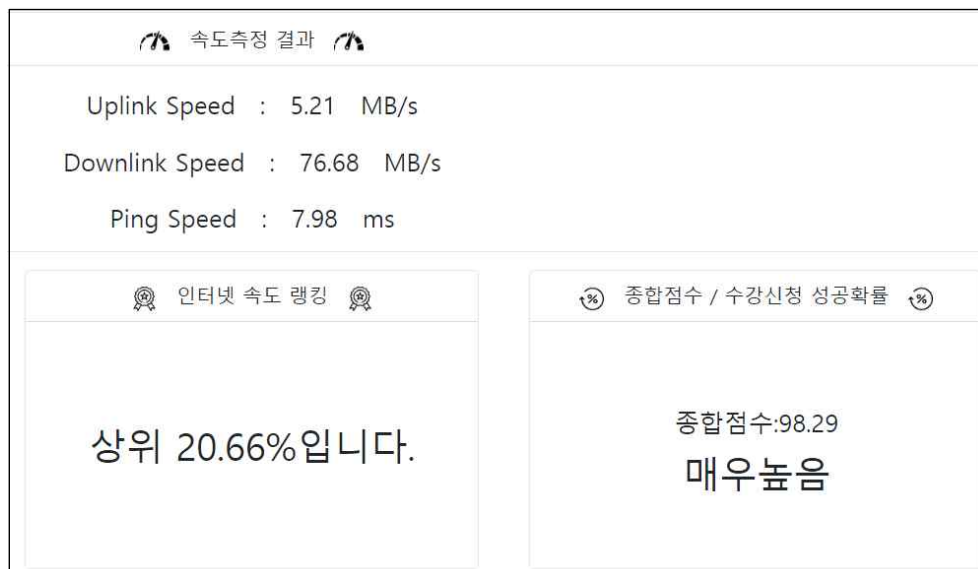 속도측정 결과
Uplink Speed : 5.21 MB/s
Downlink Speed : 76.68 MB/s
Ping Speed : 7.98 ms
인터넷 속도 랭킹
종합점수 / 수강신청 성공확률
상위 20.66%입니다.
종합점수:98.29
매우높음